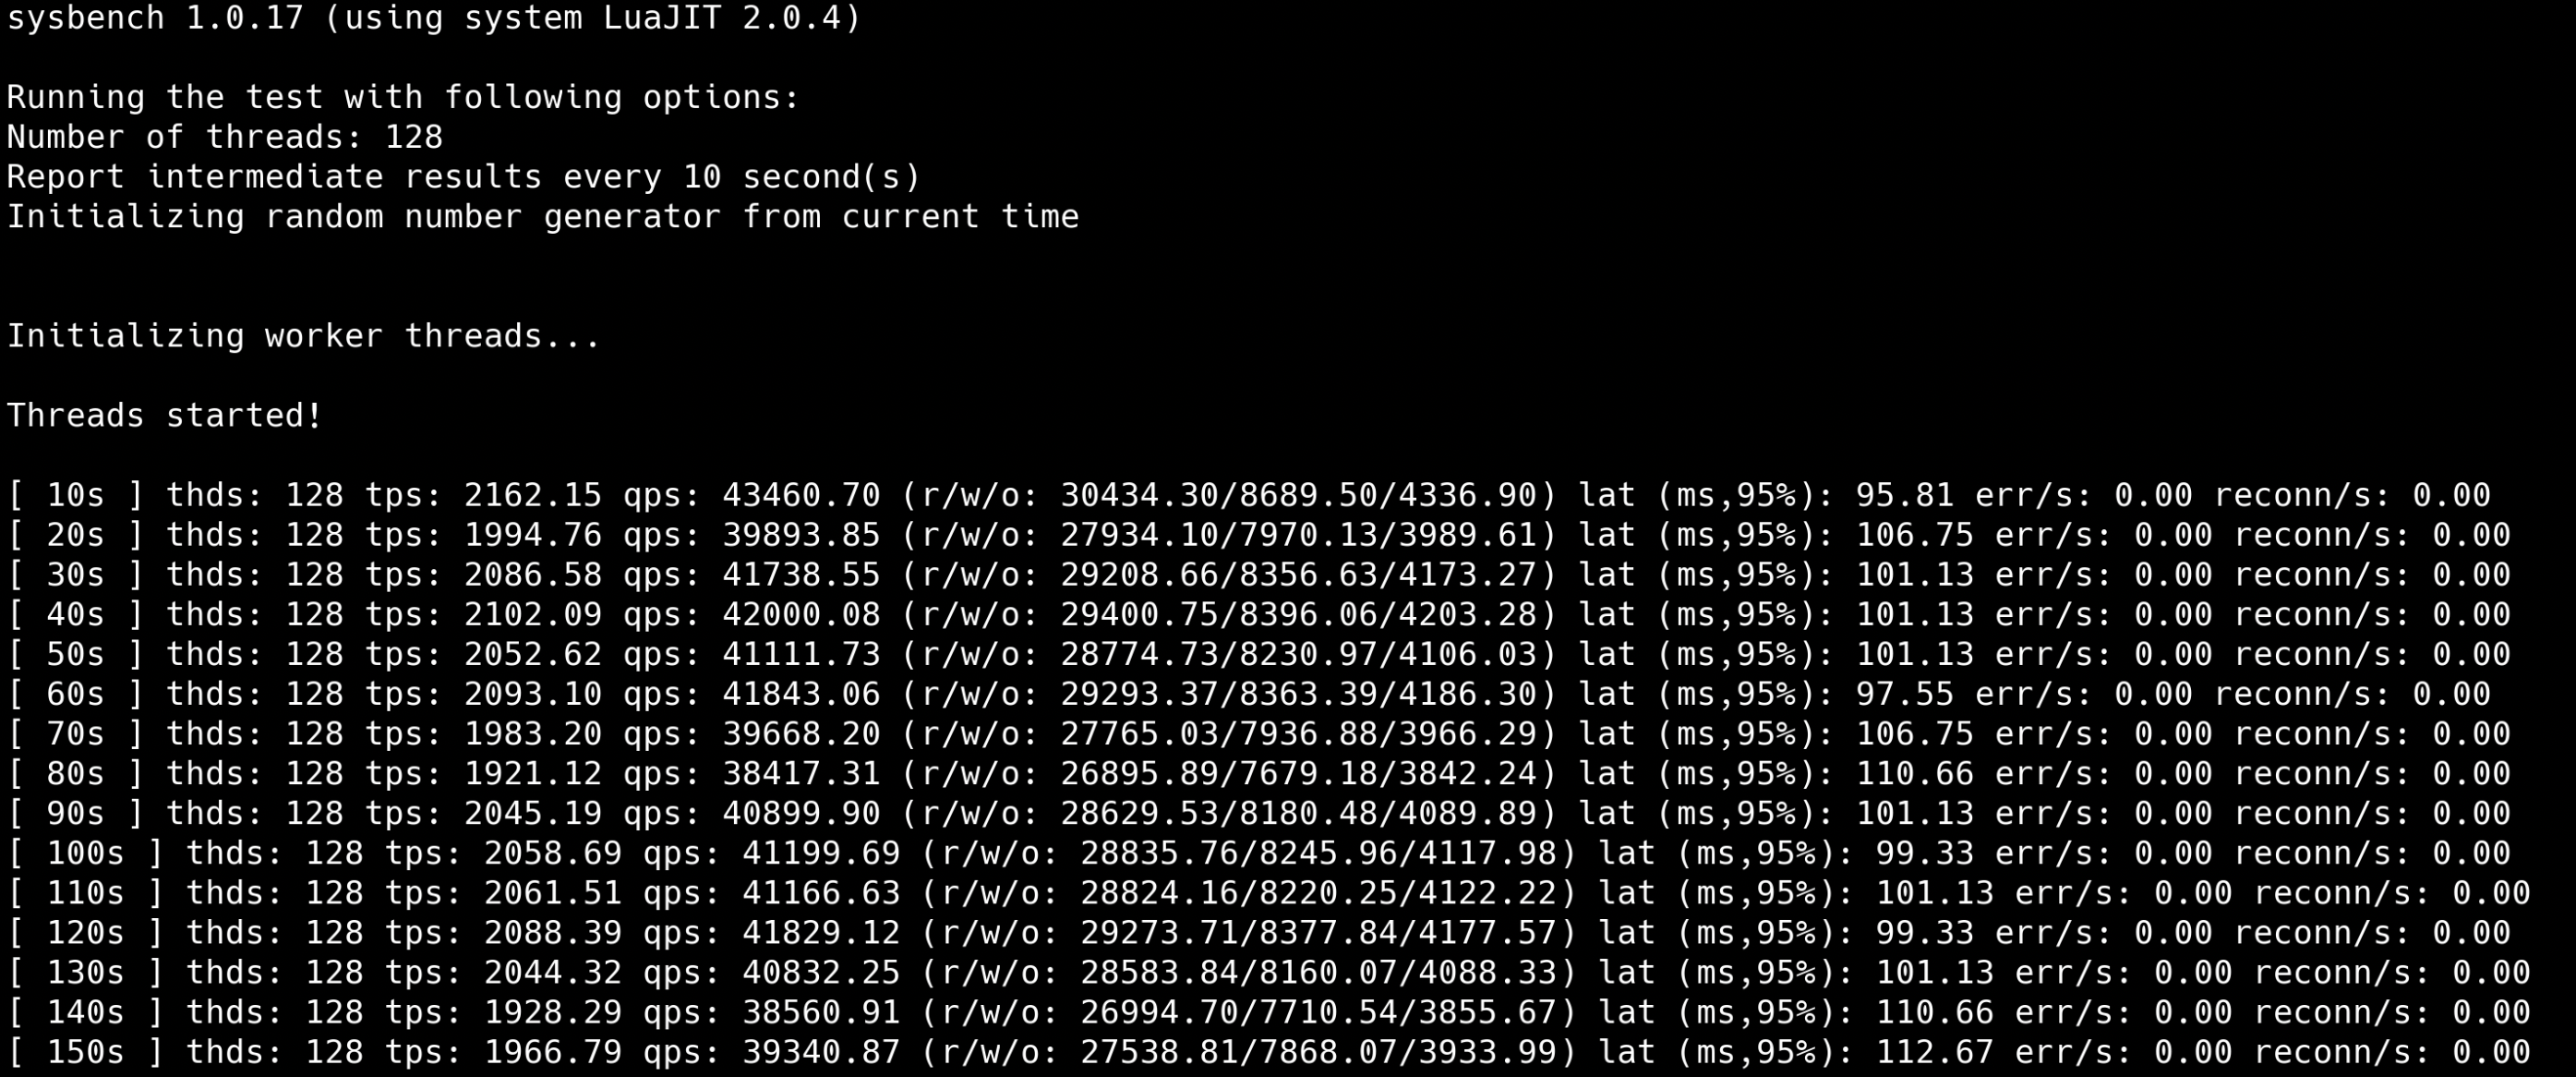 sysbench 1.0.17 (using system LuaJIT 2.0.4)
Running the test with following options:
Number of threads: 128
Report intermediate results every 10 second(s)
Initializing random number generator from current time
Initializing worker threads...
Threads started!
[ 10s ] thds: 128 tps: 2162.15 qps: 43460.70 (r/w/o: 30434.30/8689.50/4336.90) lat (ms,95%): 95.81 err/s: 0.00 reconn/s: 0.00
[ 20s ] thds: 128 tps: 1994.76 qps: 39893.85 (r/w/o: 27934.10/7970.13/3989.61) lat (ms,95%): 106.75 err/s: 0.00 reconn/s: 0.00
[ 30s ] thds: 128 tps: 2086.58 qps: 41738.55 (r/w/o: 29208.66/8356.63/4173.27) lat (ms,95%): 101.13 err/s: 0.00 reconn/s: 0.00
[ 40s ] thds: 128 tps: 2102.09 qps: 42000.08 (r/w/o: 29400.75/8396.06/4203.28) lat (ms,95%): 101.13 err/s: 0.00 reconn/s: 0.00
[ 50s ] thds: 128 tps: 2052.62 qps: 41111.73 (r/w/o: 28774.73/8230.97/4106.03) lat (ms,95%): 101.13 err/s: 0.00 reconn/s: 0.00
[ 60s ] thds: 128 tps: 2093.10 qps: 41843.06 (r/w/o: 29293.37/8363.39/4186.30) lat (ms,95%): 97.55 err/s: 0.00 reconn/s: 0.00
[ 70s ] thds: 128 tps: 1983.20 qps: 39668.20 (r/w/o: 27765.03/7936.88/3966.29) lat (ms,95%): 106.75 err/s: 0.00 reconn/s: 0.00
[ 80s ] thds: 128 tps: 1921.12 qps: 38417.31 (r/w/o: 26895.89/7679.18/3842.24) lat (ms,95%): 110.66 err/s: 0.00 reconn/s: 0.00
[ 90s ] thds: 128 tps: 2045.19 qps: 40899.90 (r/w/o: 28629.53/8180.48/4089.89) lat (ms,95%): 101.13 err/s: 0.00 reconn/s: 0.00
[ 100s ] thds: 128 tps: 2058.69 qps: 41199.69 (r/w/o: 28835.76/8245.96/4117.98) lat (ms,95%): 99.33 err/s: 0.00 reconn/s: 0.00
[ 110s ] thds: 128 tps: 2061.51 qps: 41166.63 (r/w/o: 28824.16/8220.25/4122.22) lat (ms,95%): 101.13 err/s: 0.00 reconn/s: 0.00
[ 120s ] thds: 128 tps: 2088.39 qps: 41829.12 (r/w/o: 29273.71/8377.84/4177.57) lat (ms,95%): 99.33 err/s: 0.00 reconn/s: 0.00
[ 130s ] thds: 128 tps: 2044.32 qps: 40832.25 (r/w/o: 28583.84/8160.07/4088.33) lat (ms,95%): 101.13 err/s: 0.00 reconn/s: 0.00
[ 140s ] thds: 128 tps: 1928.29 qps: 38560.91 (r/w/o: 26994.70/7710.54/3855.67) lat (ms,95%): 110.66 err/s: 0.00 reconn/s: 0.00
[ 150s ] thds: 128 tps: 1966.79 qps: 39340.87 (r/w/o: 27538.81/7868.07/3933.99) lat (ms,95%): 112.67 err/s: 0.00 reconn/s: 0.00